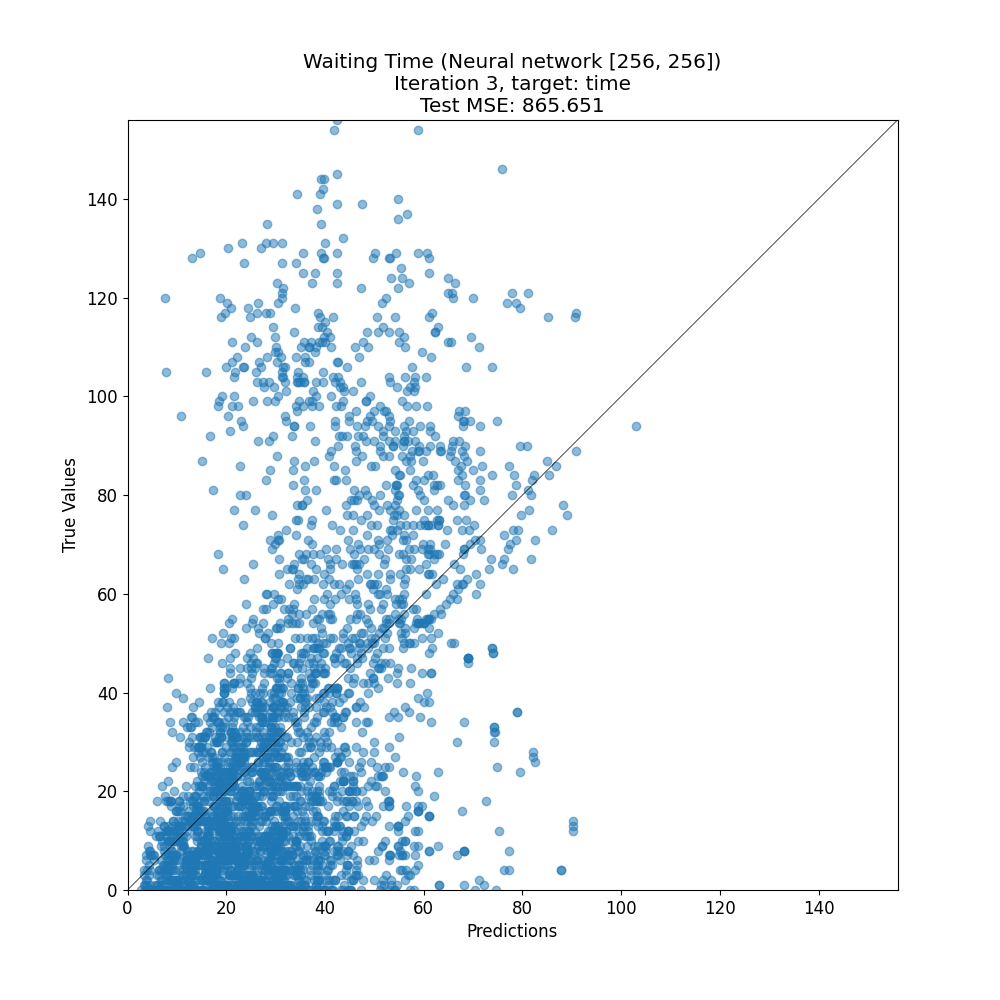 Waiting Time (Neural network [256, 256])
Iteration 3, target: time
Test MSE: 865.651
140
120
100
80
60
40
20
0
True Values
0 20 40 60 80 100 120 140
Predictions